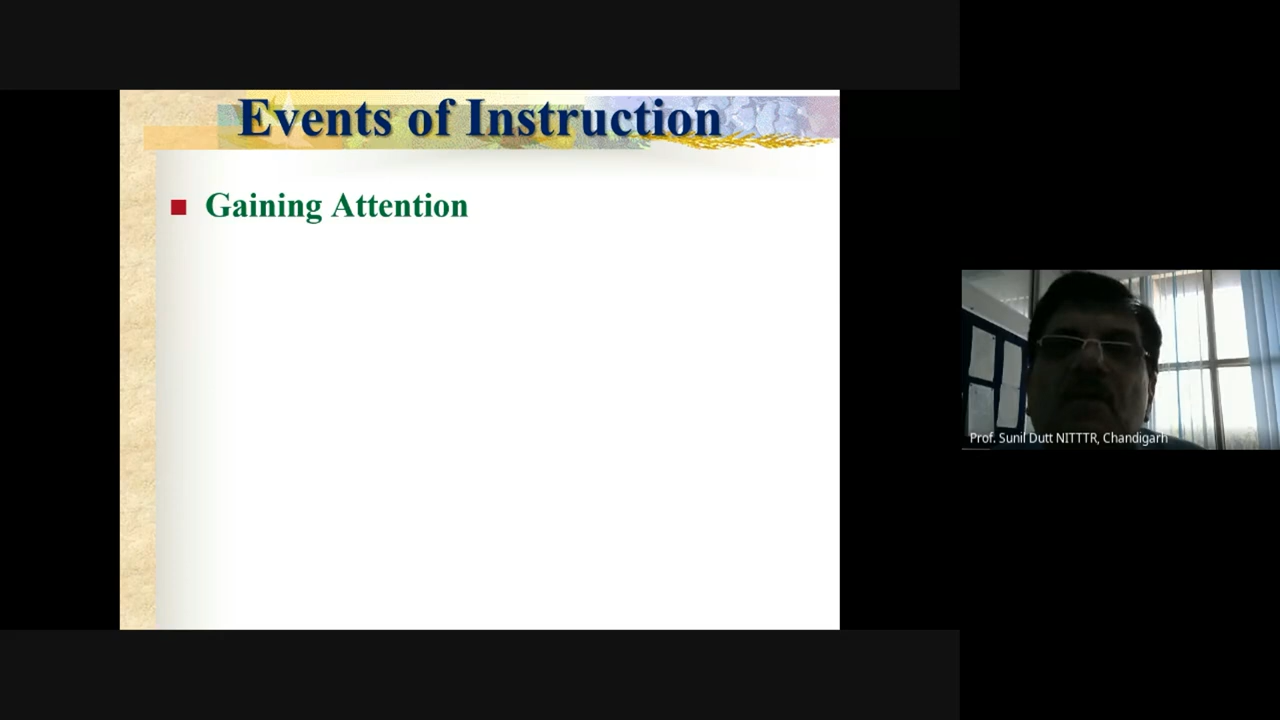 Events of Instruction
Gaining Attention
Prof. Sunil Dutt NITTTR, Chandigarh